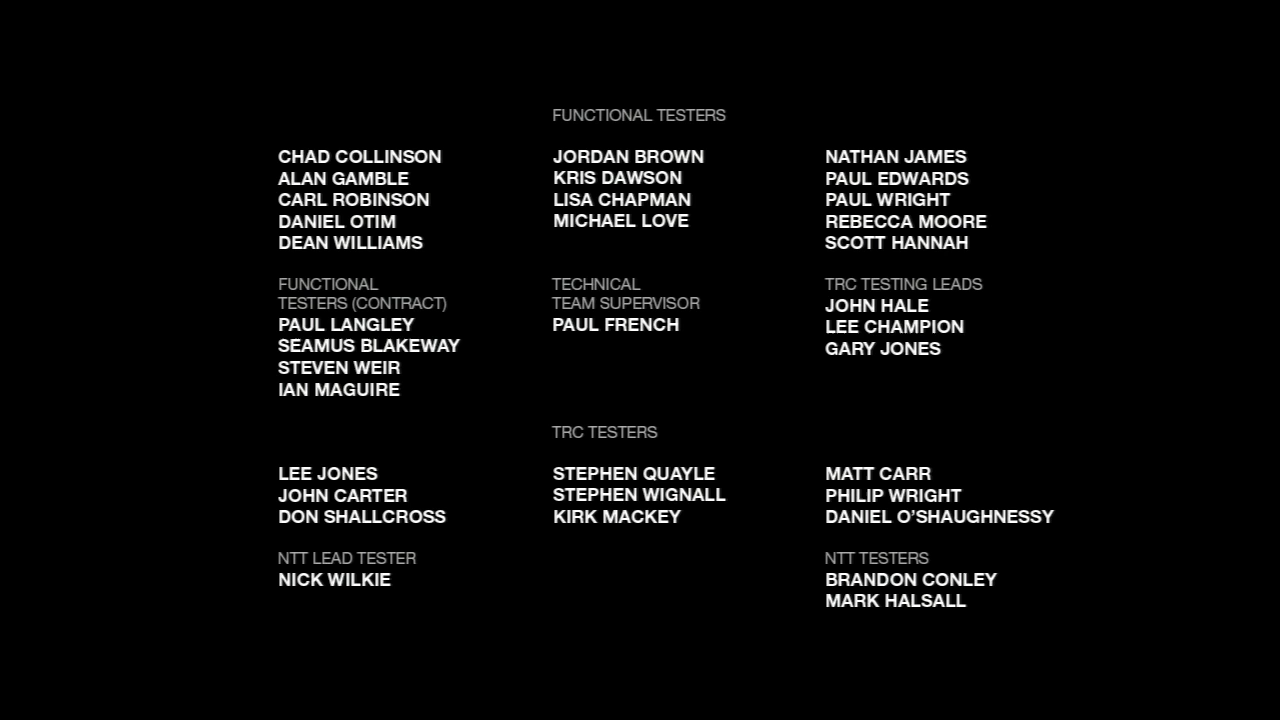 FUNCTIONAL TESTERS
CHAD COLLINSON
ALAN GAMBLE
CARL ROBINSON
DANIEL OTIM
DEAN WILLIAMS
JORDAN BROWN
KRIS DAWSON
LISA CHAPMAN
MICHAEL LOVE
NATHAN JAMES
PAUL EDWARDS
PAUL WRIGHT
REBECCA MOORE
SCOTT HANNAH
FUNCTIONAL
TESTERS (CONTRACT)
PAUL LANGLEY
SEAMUS BLAKEWAY
STEVEN WEIR
IAN MAGUIRE
TECHNICAL
TEAM SUPERVISOR
PAUL FRENCH
TRC TESTING LEADS
JOHN HALE
LEE CHAMPION
GARY JONES
TRC TESTERS
LEE JONES
JOHN CARTER
DON SHALLCROSS
STEPHEN QUAYLE
STEPHEN WIGNALL
KIRK MACKEY
MATT CARR
PHILIP WRIGHT
DANIEL O’SHAUGHNESSY
NTT LEAD TESTER
NICK WILKIE
NTT TESTERS
BRANDON CONLEY
MARK HALSALL